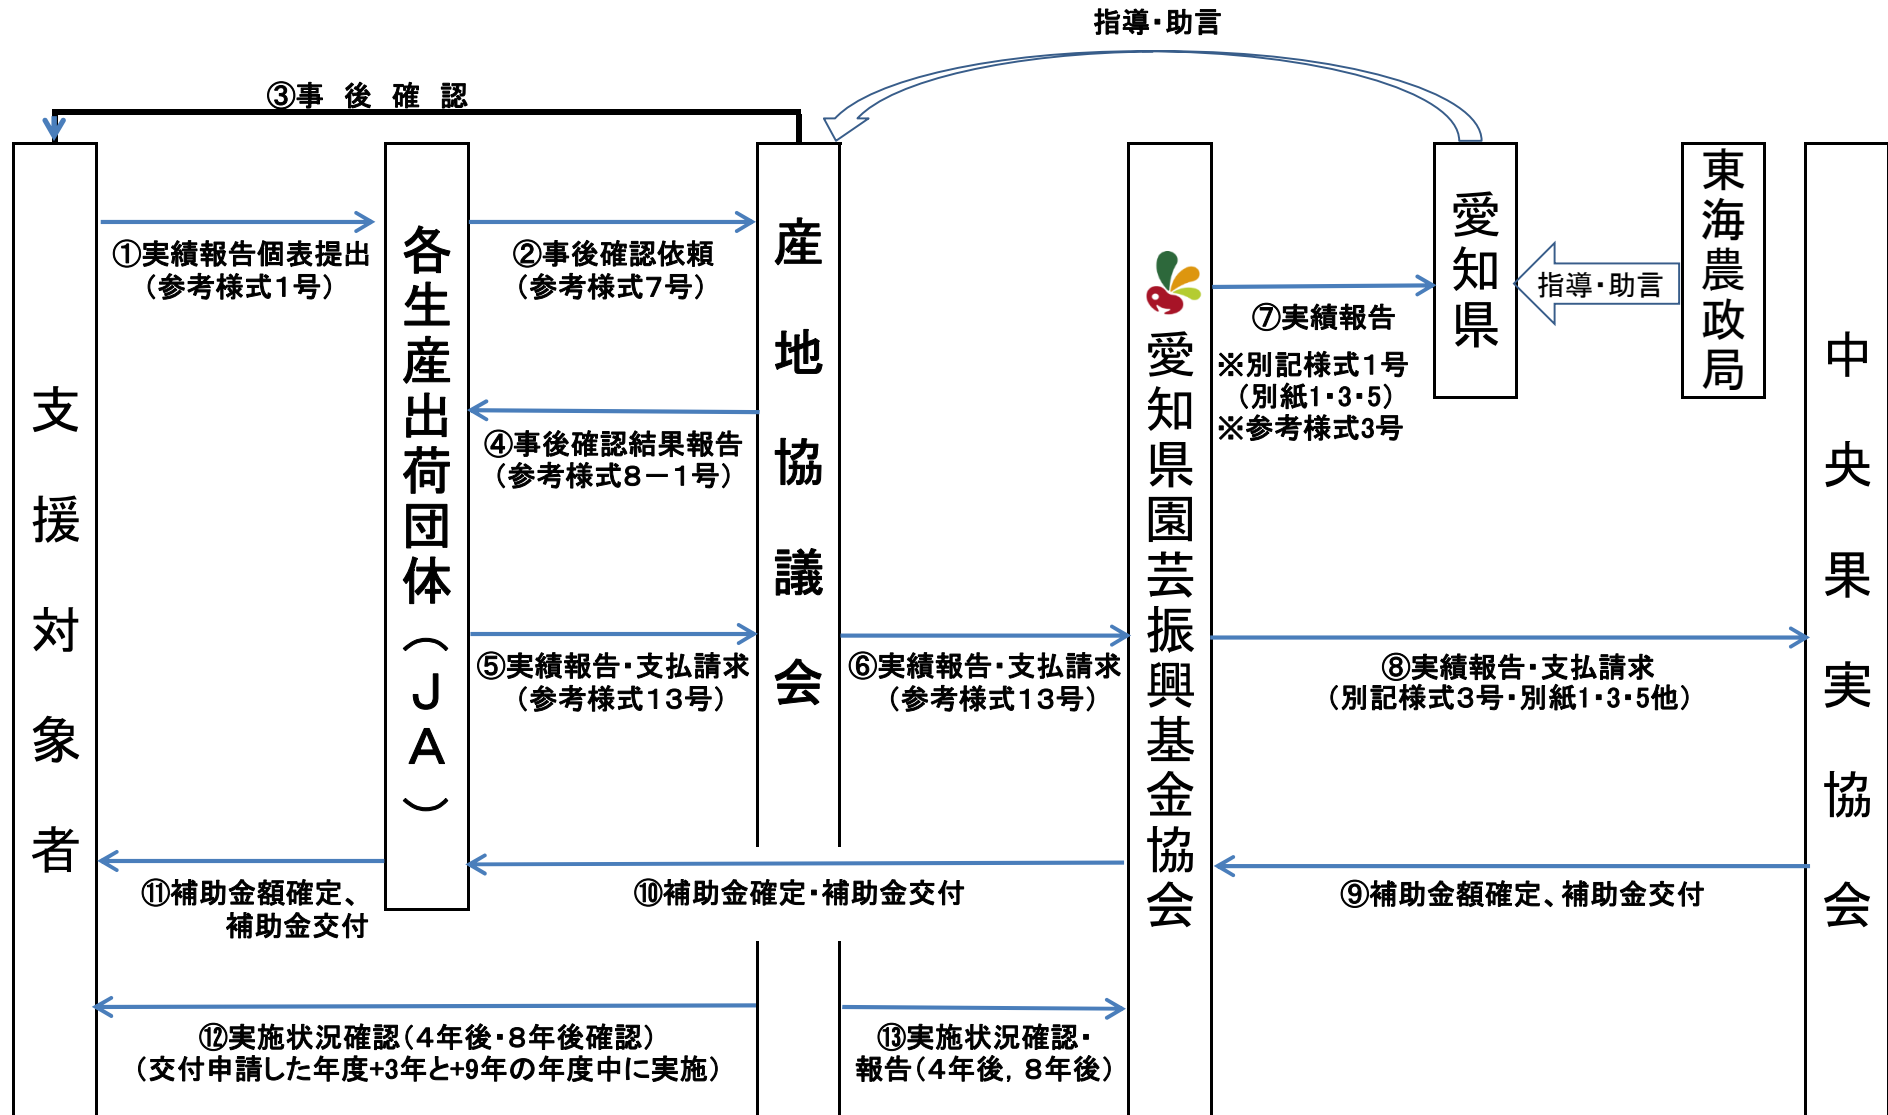 指導・助言
③事　後　確　認
支援対象者
各生産出荷団体（ＪＡ）
産地協議会
愛知県園芸振興基金協会
愛知県
東海農政局
中央果実協会
①実績報告個表提出
（参考様式１号）
②事後確認依頼
（参考様式７号）
指導・助言
⑦実績報告
※別記様式１号
（別紙1・3・5）
※参考様式3号
④事後確認結果報告
（参考様式８－１号）
⑤実績報告・支払請求
（参考様式１３号）
⑥実績報告・支払請求
（参考様式１３号）
⑧実績報告・支払請求
（別記様式３号・別紙1・3・5他）
⑪補助金額確定、
補助金交付
⑩補助金確定・補助金交付
⑨補助金額確定、補助金交付
⑫実施状況確認（４年後・８年後確認）
（交付申請した年度+3年と+9年の年度中に実施）
⑬実施状況確認・
報告（４年後，８年後）